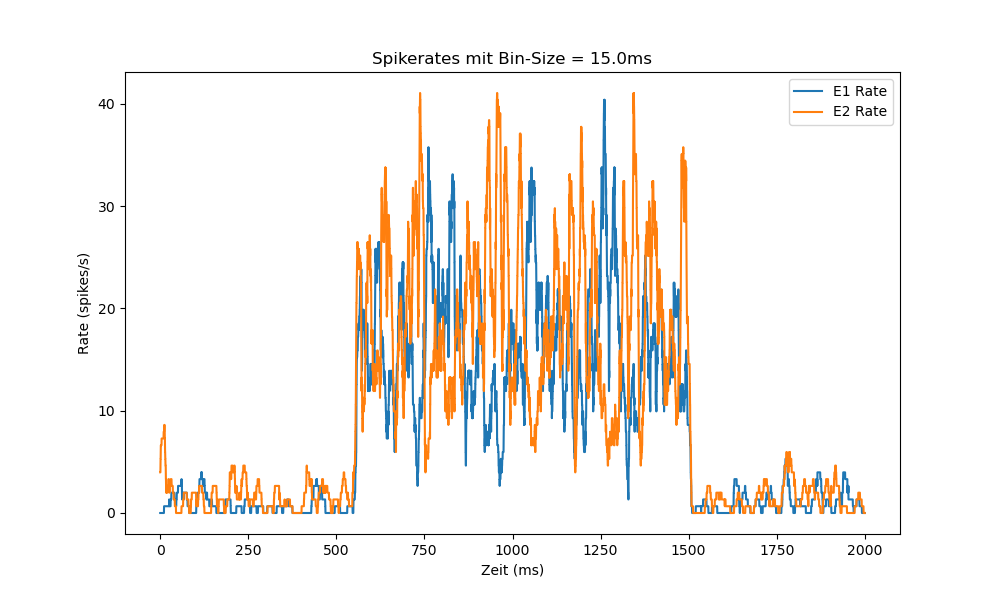 Spikerates mit Bin-Size = 15.0ms
E1 Rate
E2 Rate
Rate (spikes/s)
40
30
20
10
0
0 250 500 750 1000 1250 1500 1750 2000
Zeit (ms)